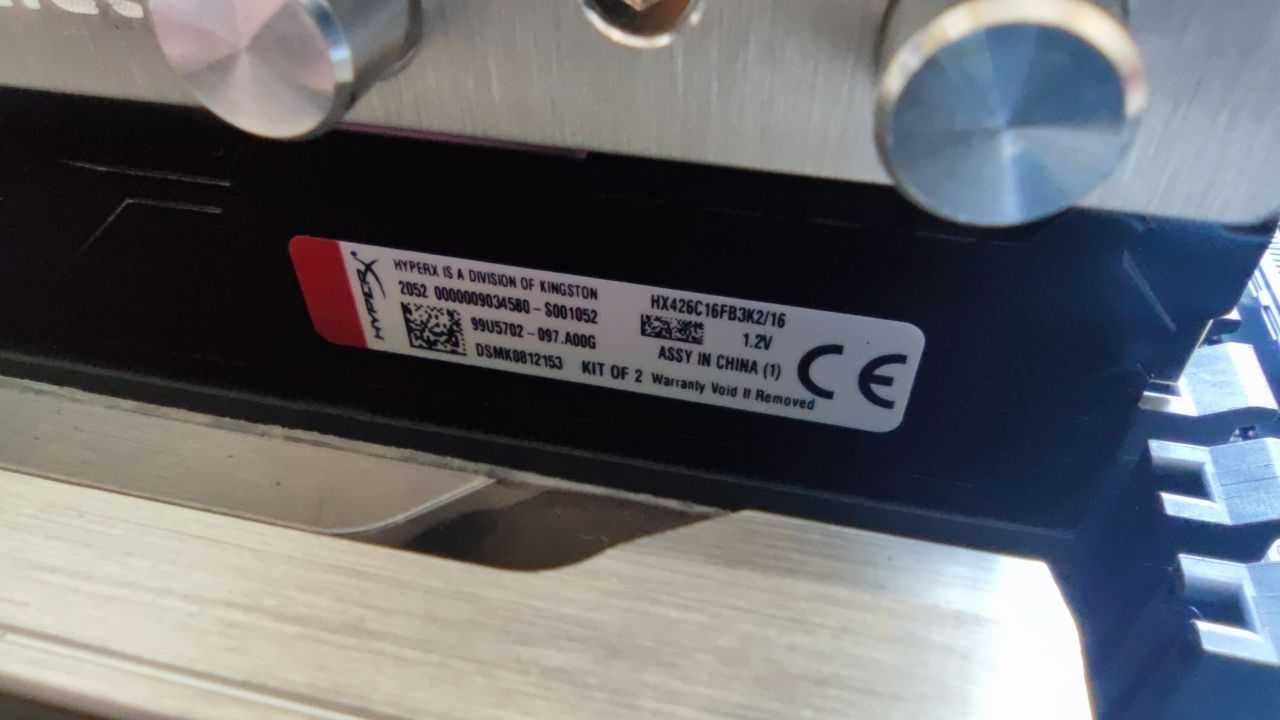 HYPERX
HYPERX IS A DIVISION OF KINGSTON
2052 0000009034580-S001052
99U5702-097.A00G
DSMK0812153
KIT OF 2
HX426C16FB3K2/16
1.2V
ASSY IN CHINA (1)
Warranty Void If Removed
CE